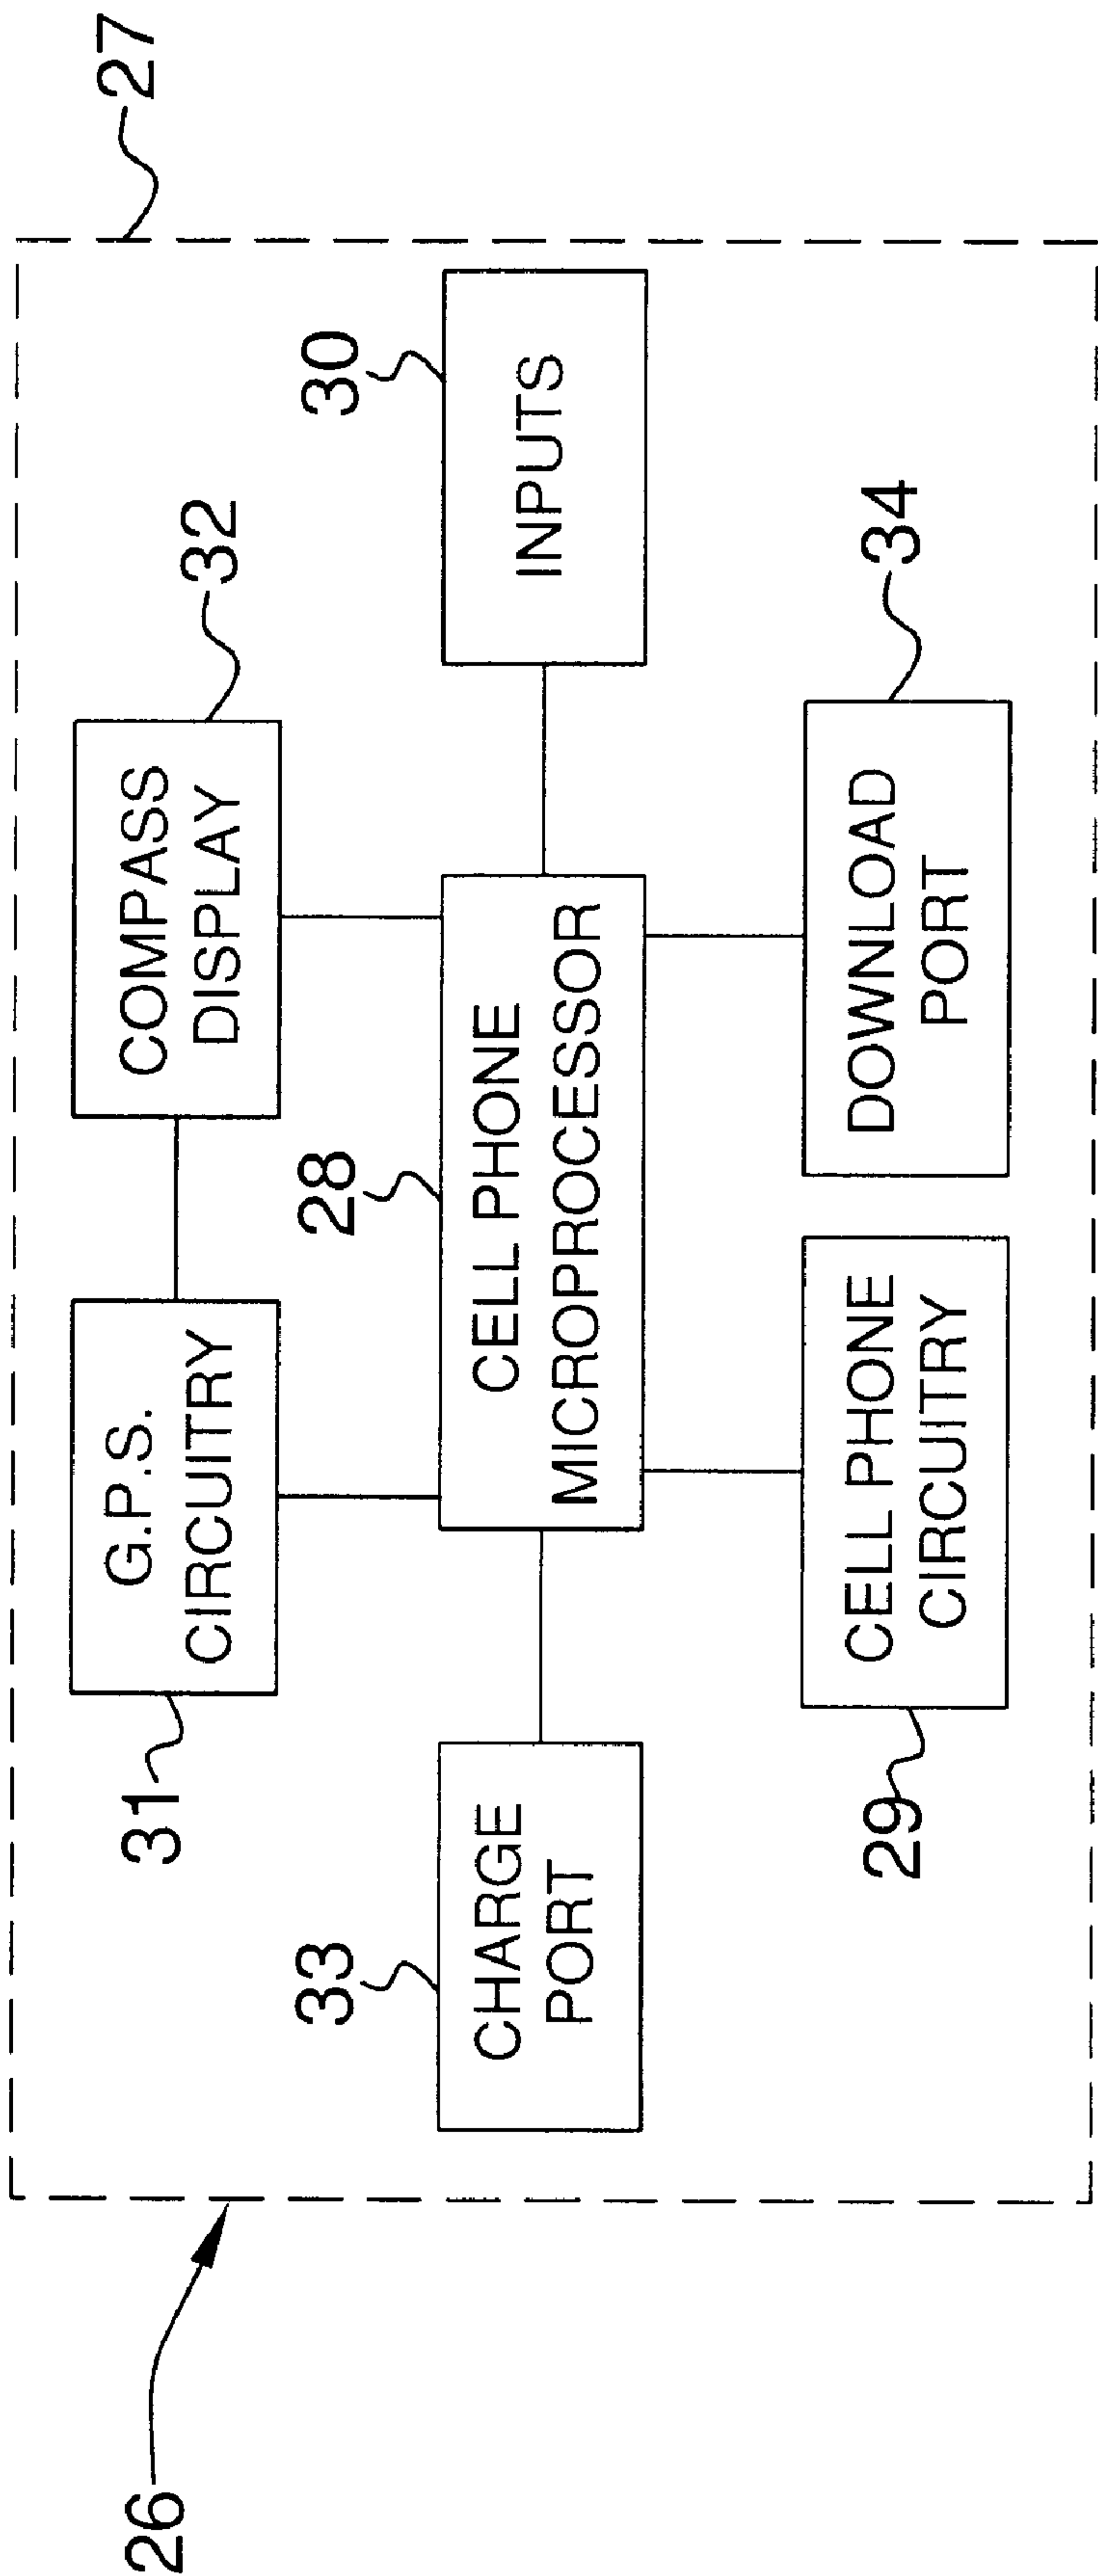 27
32
COMPASS
DISPLAY
31
G.P.S.
CIRCUITRY
30
INPUTS
28
CELL PHONE
MICROPROCESSOR
33
CHARGE
PORT
34
DOWNLOAD
PORT
29
CELL PHONE
CIRCUITRY
26